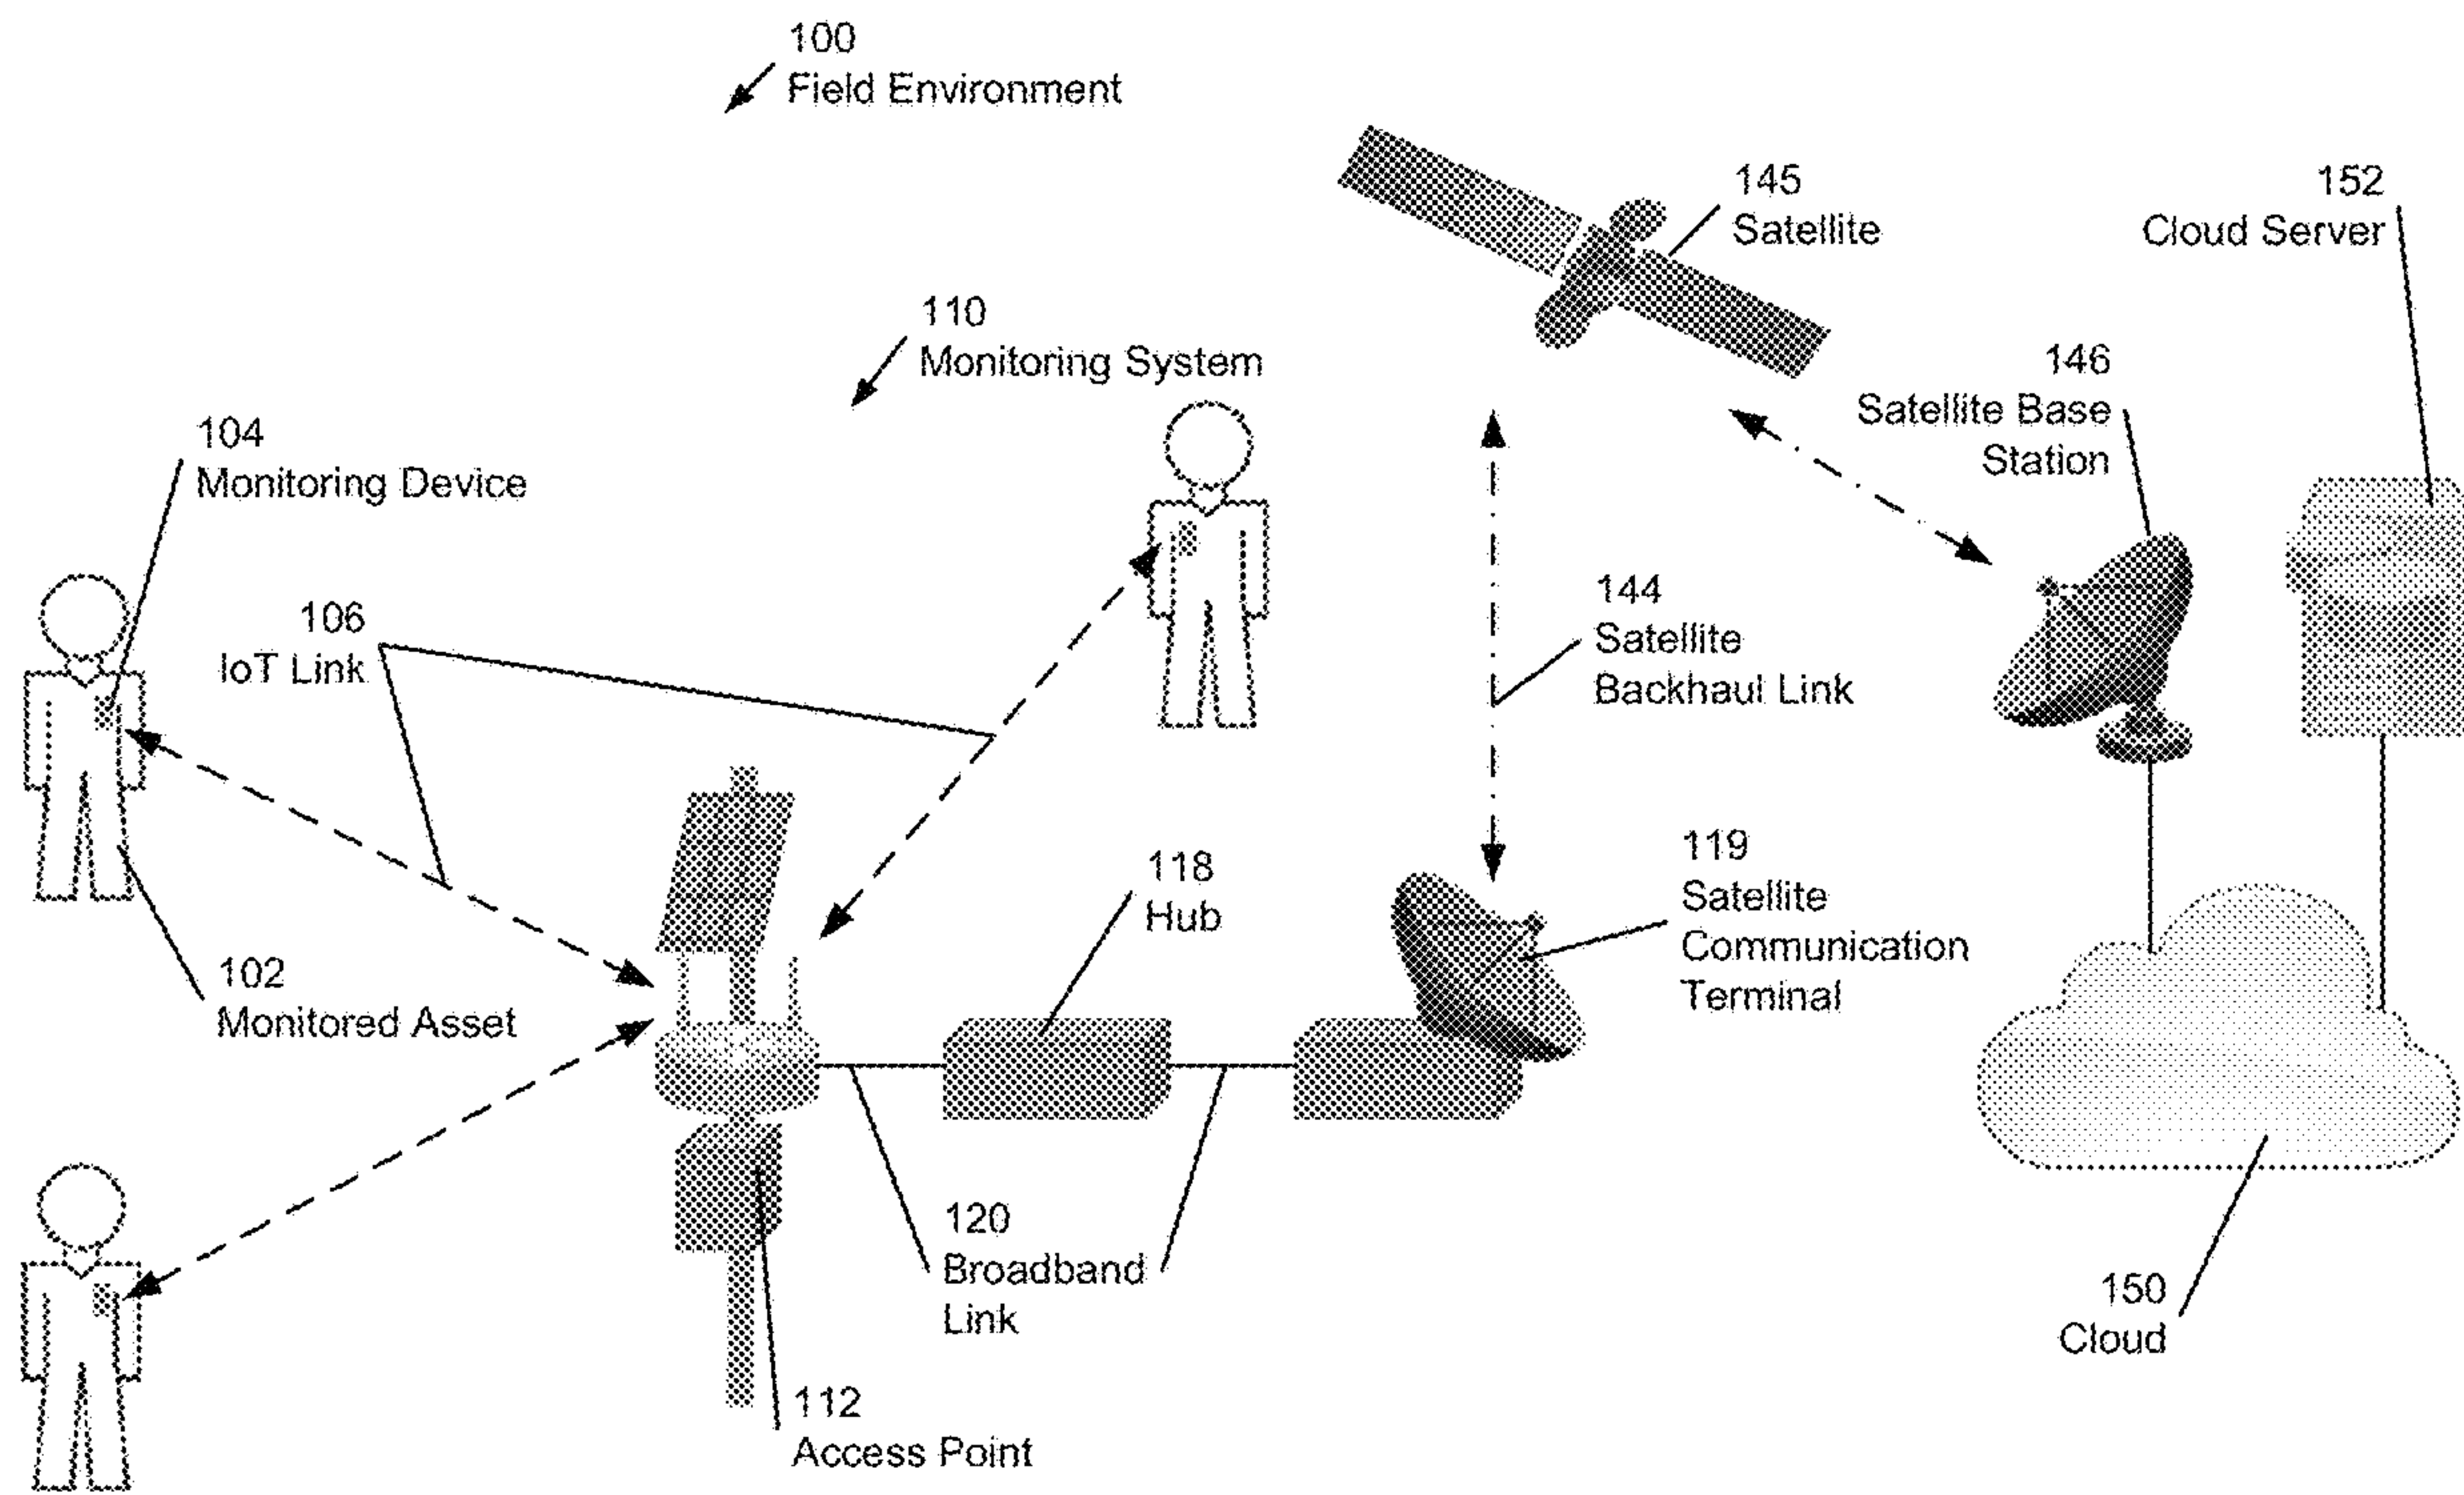 100
Field Environment
145
Satellite
152
Cloud Server
110
Monitoring System
146
Satellite Base
Station
104
Monitoring Device
106
IoT Link
144
Satellite
Backhaul Link
118
Hub
119
Satellite
Communication
Terminal
102
Monitored Asset
120
Broadband
Link
150
Cloud
112
Access Point